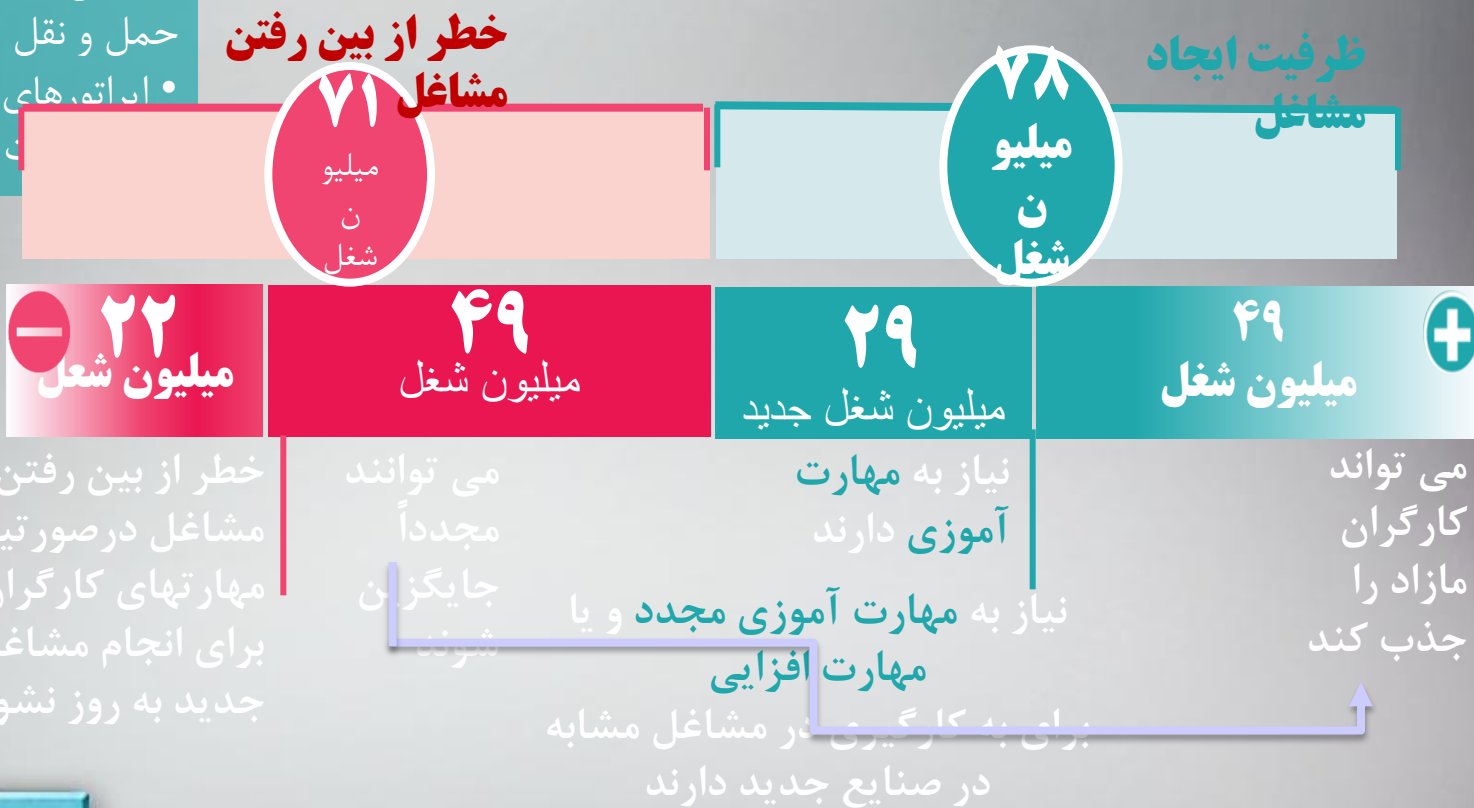 حمل و نقل
• اپراتورهای
خطر از بین رفتن
مشاغل
۷۱
میلیو
ن
شغل
ظرفیت ایجاد
مشاغل
۷۸
میلیو
ن
شغل
۴۹
میلیون شغل
۲۹
میلیون شغل جدید
۴۹
میلیون شغل
۲۲
میلیون شغل
می تواند
کارگران
مازاد را
جذب کند
نیاز به مهارت
آموزی دارند
نیاز به مهارت آموزی مجدد و یا
مهارت افزایی
برای به کارگیری در مشاغل مشابه
در صنایع جدید دارند
می توانند
مجدداً
جایگزین
شوند
خطر از بین رفتن
مشاغل درصورتی
مهارتهای کارگران
برای انجام مشاغ
جدید به روز نشو